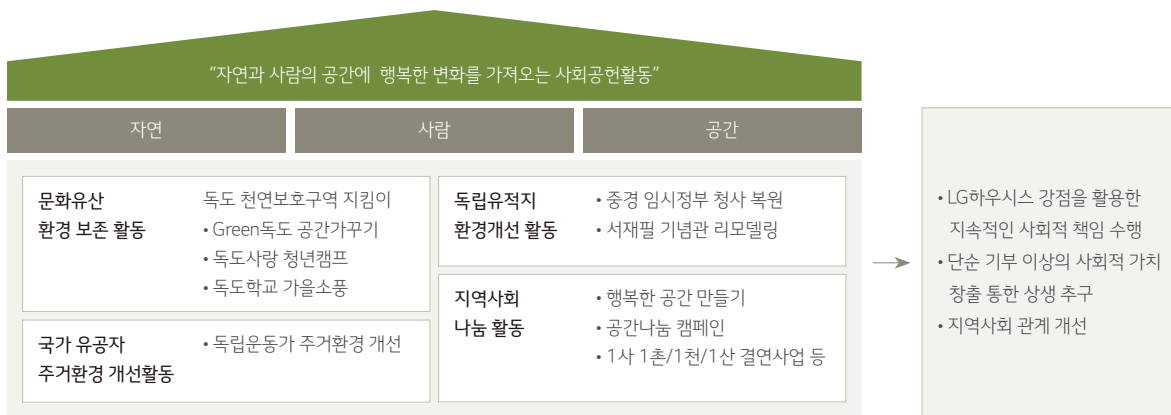 “자연과 사람의 공간에 행복한 변화를 가져오는 사회공헌활동”
자연
사람
공간
문화유산
환경 보존 활동
독도 천연보호구역 지킴이
• Green독도 공간가꾸기
• 독도사랑 청년캠프
• 독도학교 가을소풍
국가 유공자
주거환경 개선활동
• 독립운동가 주거환경 개선
독립유적지
환경개선 활동
• 중경 임시정부 청사 복원
• 서재필 기념관 리모델링
지역사회
나눔 활동
• 행복한 공간 만들기
• 공간나눔 캠페인
• 1사 1촌/1천/1산 결연사업 등
• LG하우시스 강점을 활용한
지속적인 사회적 책임 수행
• 단순 기부 이상의 사회적 가치
창출 통한 상생 추구
• 지역사회 관계 개선